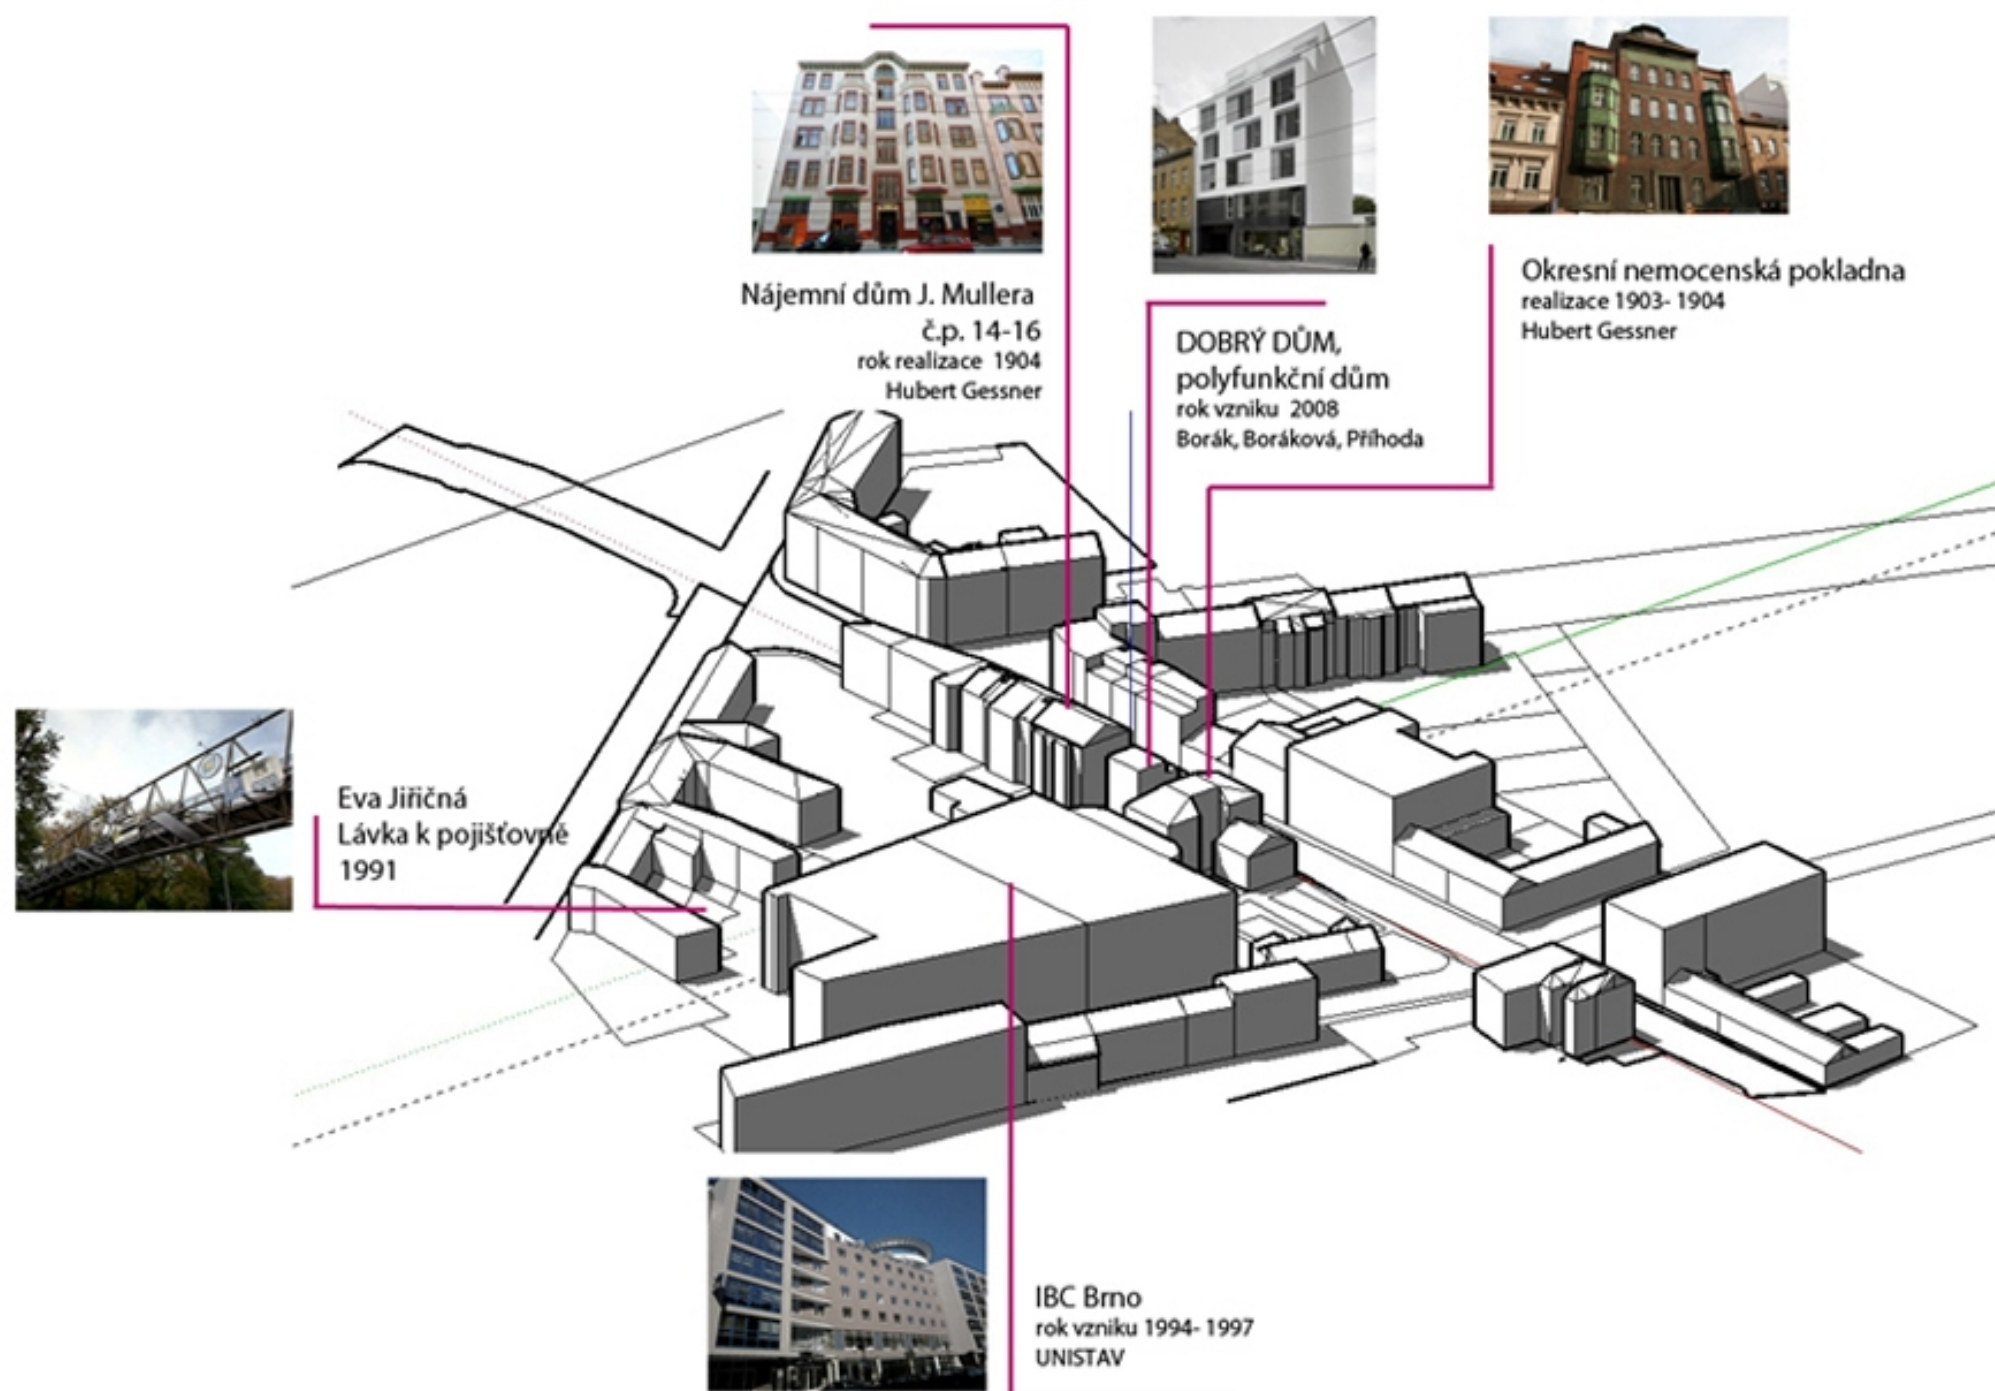 Nájemní dům J. Mullera
č.p. 14-16
rok realizace 1904
Hubert Gessner
DOBRÝ DŮM,
polyfunkční dům
rok vzniku 2008
Borák, Boráková, Příhoda
Okresní nemocenská pokladna
realizace 1903- 1904
Hubert Gessner
Eva Jiřičná
Lávka k pojišťovně
1991
IBC Brno
rok vzniku 1994- 1997
UNISTAV